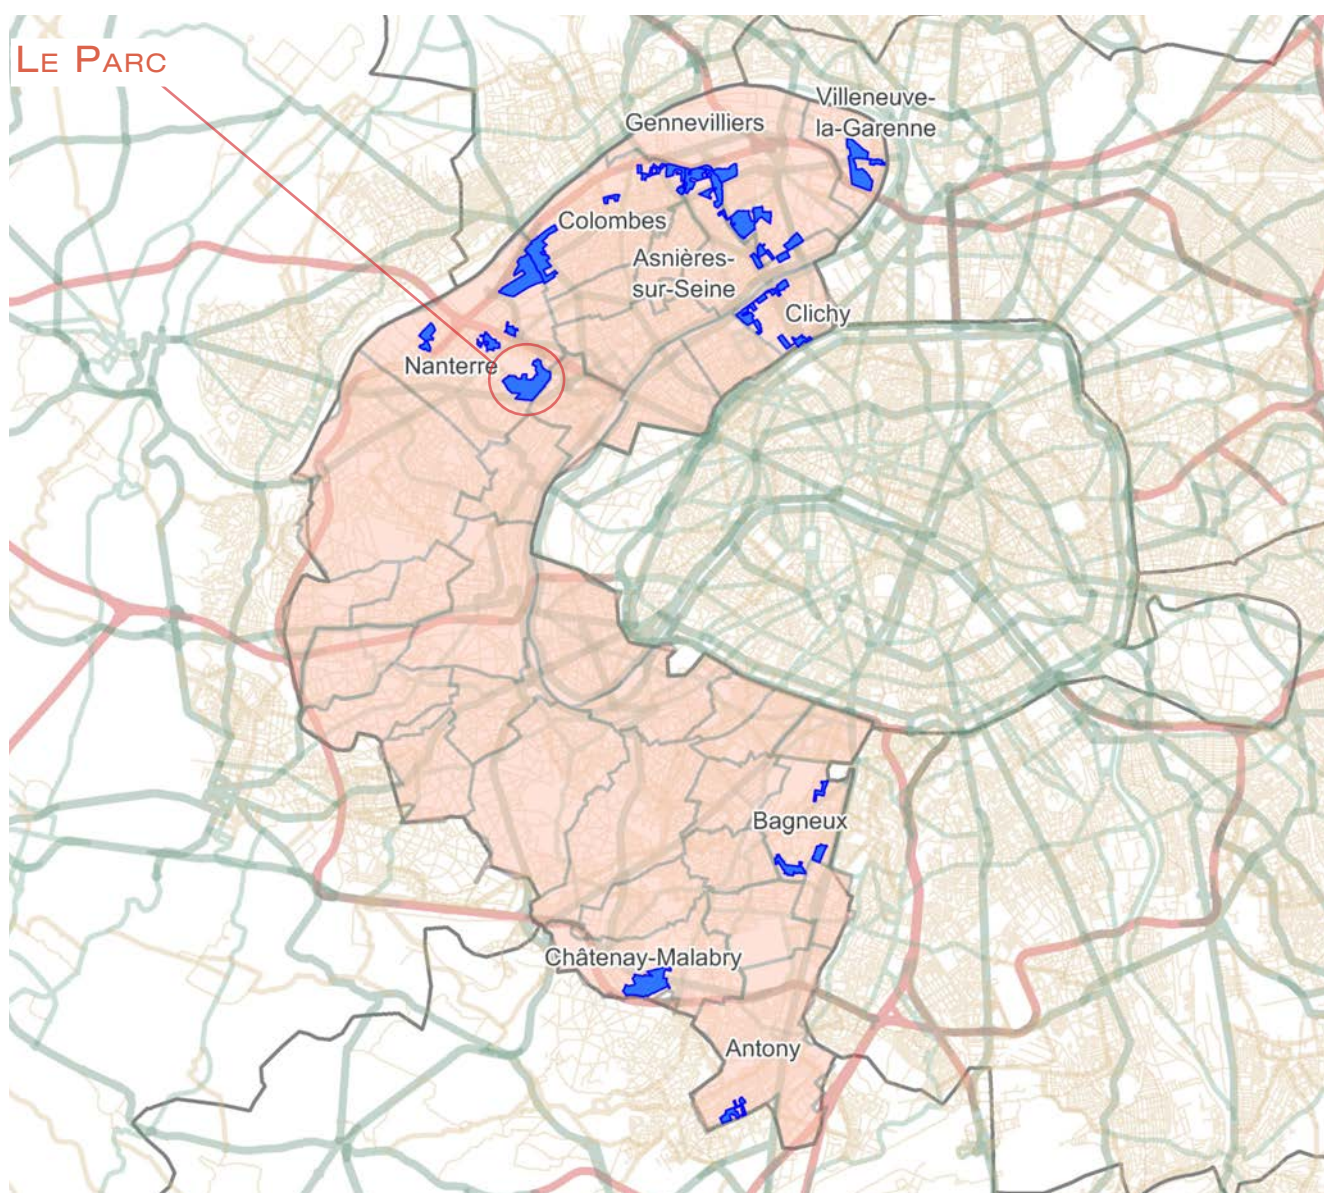 LE PARC
Villeneuve-
la-Garenne
Gennevilliers
Colombes
Asnières-
sur-Seine
Clichy
Nanterre
Bagneux
Châtenay-Malabry
Antony